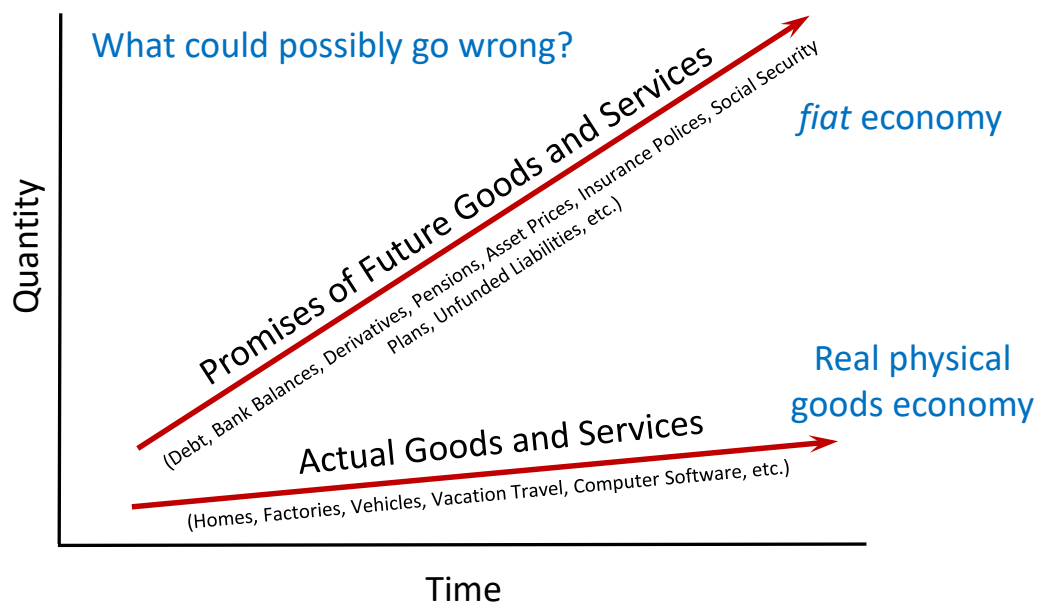 What could possibly go wrong?
Promises of Future Goods and Services
(Debt, Bank Balances, Derivatives, Pensions, Asset Prices, Insurance Polices, Social Security
Plans, Unfunded Liabilities, etc.)
fiat economy
Quantity
Real physical
goods economy
Actual Goods and Services
(Homes, Factories, Vehicles, Vacation Travel, Computer Software, etc.)
Time